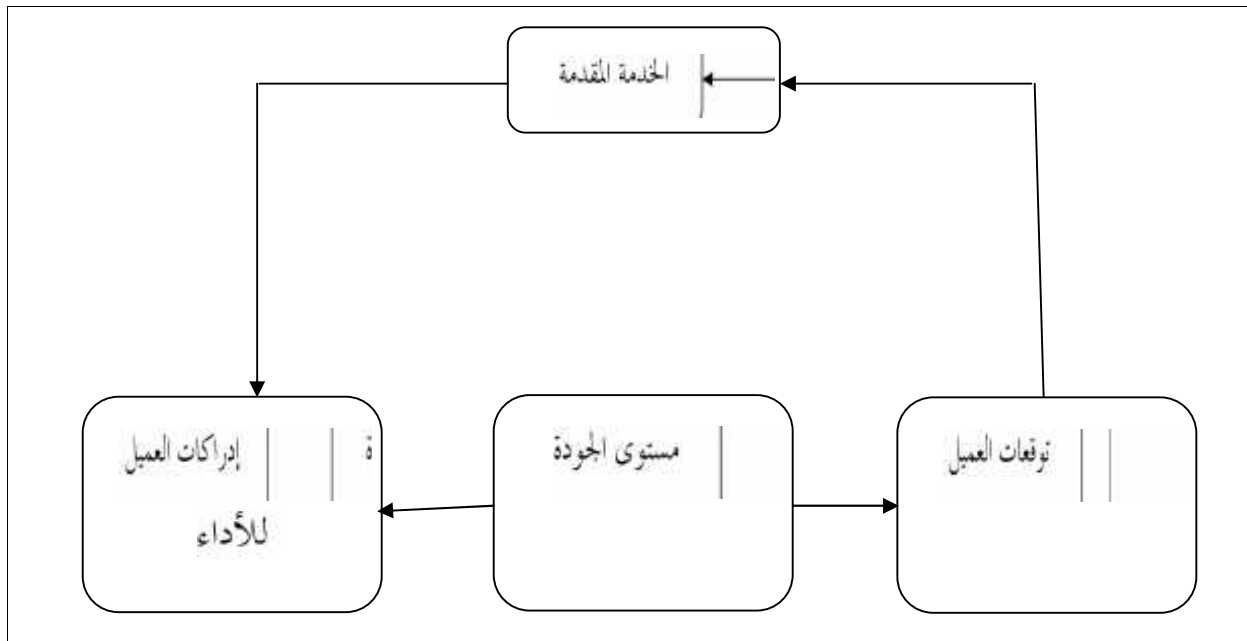 الخدمة المقدمة
توقعات العميل
مستوى الجودة
ة
إدراكات العميل
للأداء